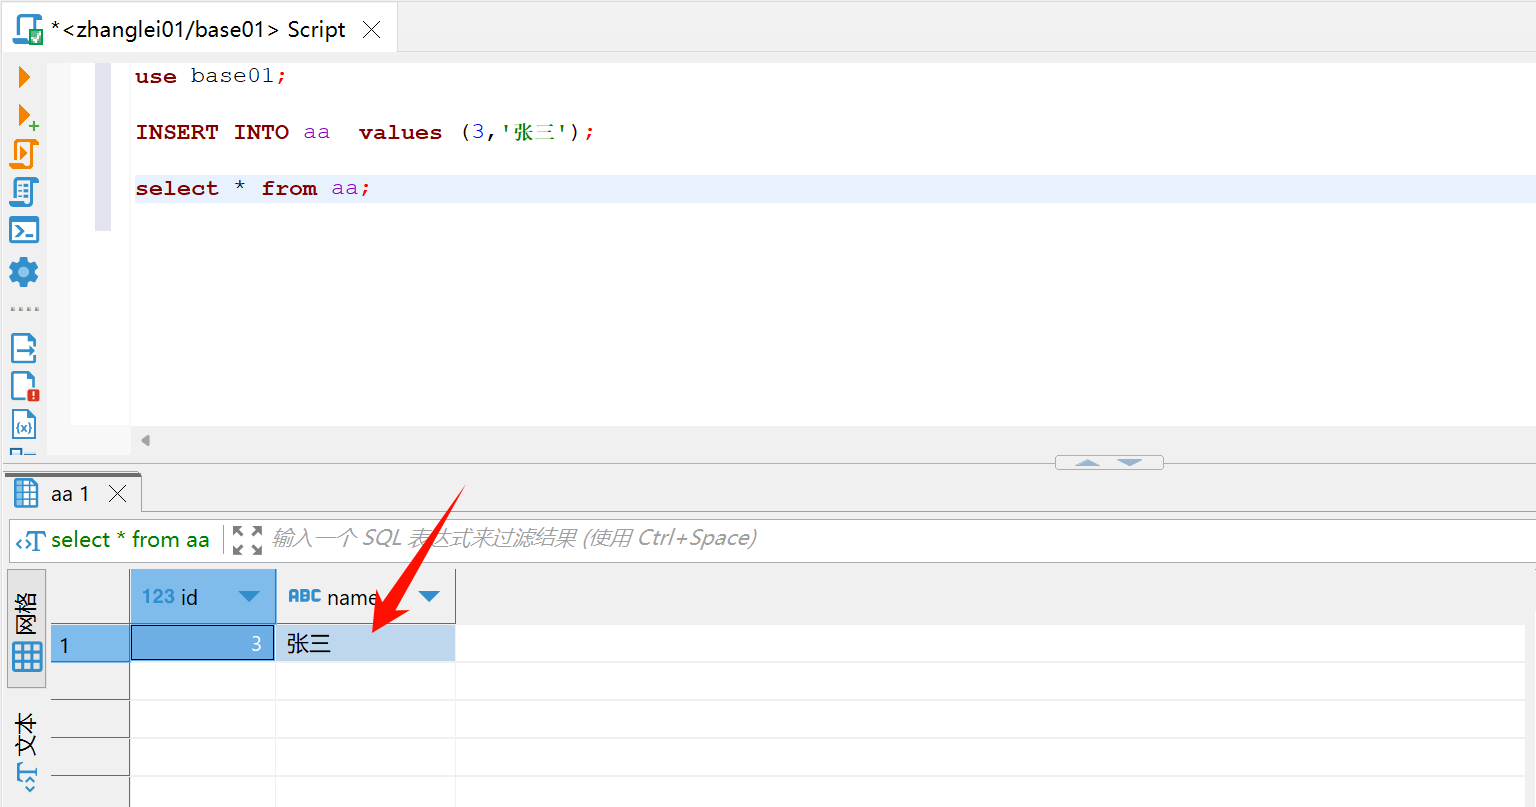 *<zhanglei01/base01> Script
use base01;
INSERT INTO aa  values (3,'张三');
select * from aa;
aa 1
select * from aa 输入一个 SQL 表达式来过滤结果 (使用 Ctrl+Space)
网格
文本
123 id ABC name
1 3 张三